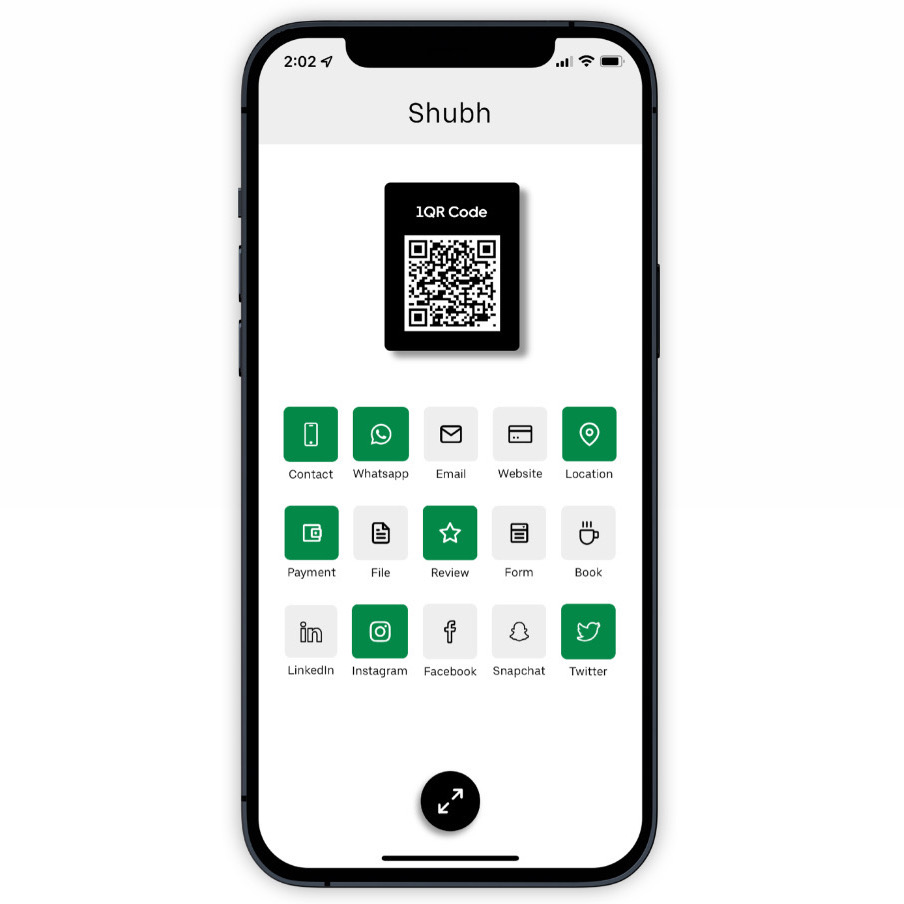 2:02
Shubh
1QR Code
Contact Whatsapp Email Website Location
Payment File Review Form Book
LinkedIn Instagram Facebook Snapchat Twitter